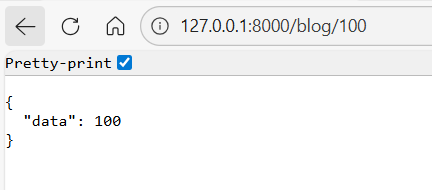 127.0.0.1:8000/blog/100
Pretty-print
{
"data": 100
}